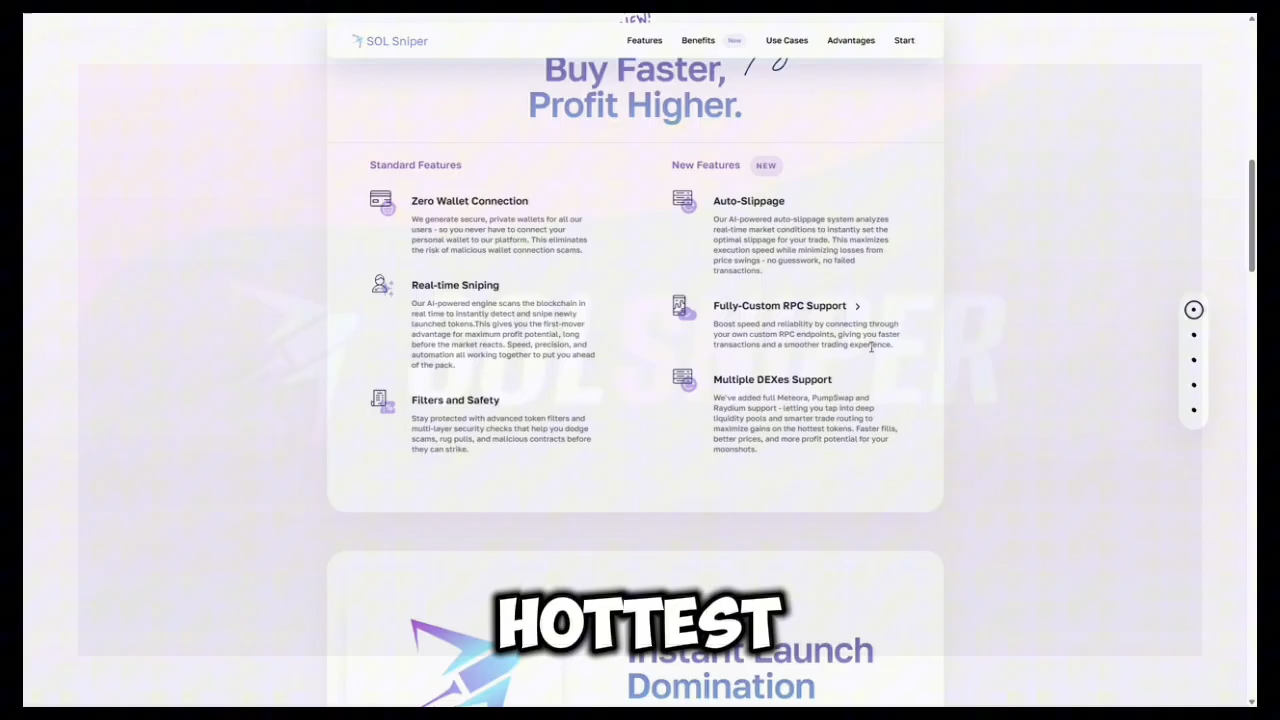 NEW!
SOL Sniper
Features
Benefits
New
Use Cases
Advantages
Start
Buy Faster,
Profit Higher.
Standard Features
Zero Wallet Connection
We generate secure, private wallets for all our
users - so you never have to connect your
personal wallet to our platform. This eliminates
the risk of malicious wallet connection scams.
Real-time Sniping
Our AI-powered engine scans the blockchain in
real time to instantly detect and snipe newly
launched tokens.This gives you the first-mover
advantage for maximum profit potential, long
before the market reacts. Speed, precision, and
automation all working together to put you ahead
of the pack.
Filters and Safety
Stay protected with advanced token filters and
multi-layer security checks that help you dodge
scams, rug pulls, and malicious contracts before
they can strike.
New Features NEW
Auto-Slippage
Our AI-powered auto-slippage system analyzes
real-time market conditions to instantly set the
optimal slippage for your trade. This maximizes
execution speed while minimizing losses from
price swings - no guesswork, no failed
transactions.
Fully-Custom RPC Support >
Boost speed and reliability by connecting through
your own custom RPC endpoints, giving you faster
transactions and a smoother trading experience.
Multiple DEXes Support
We've added full Meteora, PumpSwap and
Raydium support - letting you tap into deep
liquidity pools and smarter trade routing to
maximize gains on the hottest tokens. Faster fills,
better prices, and more profit potential for your
moonshots.
HOTTEST
Instant Launch
Domination